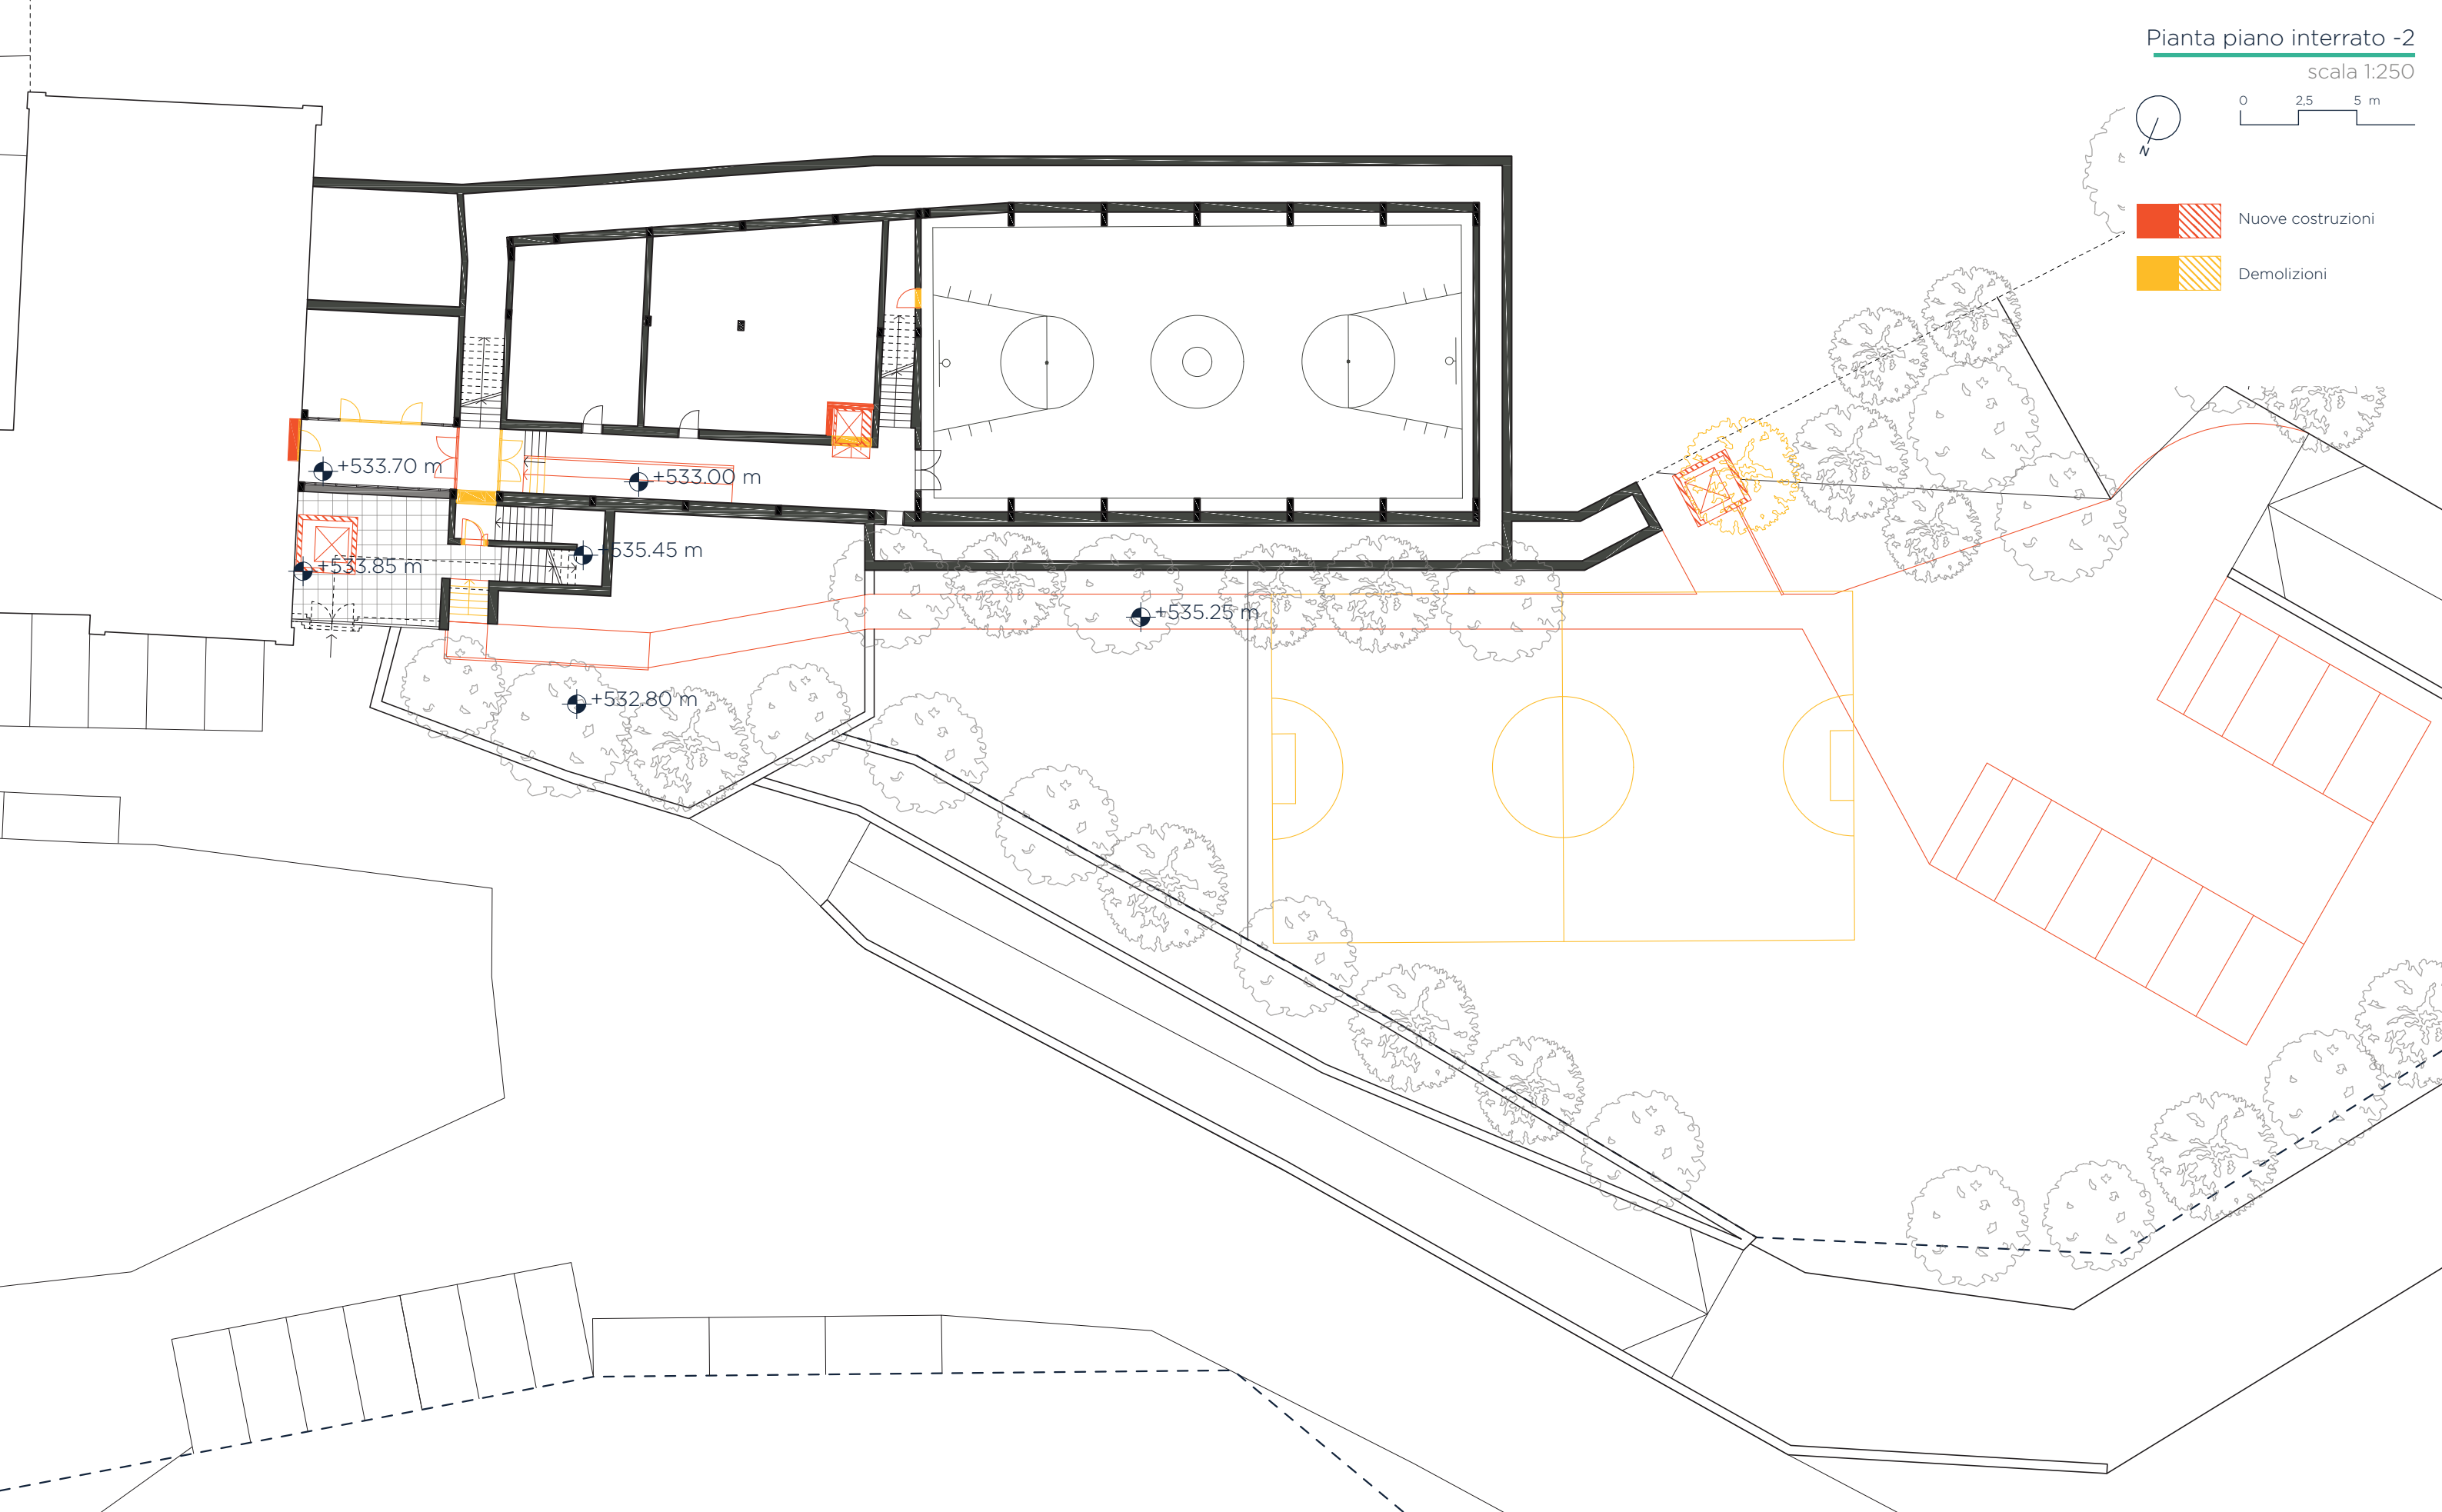 Pianta piano interrato -2
scala 1:250
0 2,5 5 m
N
Nuove costruzioni
Demolizioni
+533.70 m
+533.00 m
+535.45 m
+533.85 m
+535.25 m
+532.80 m